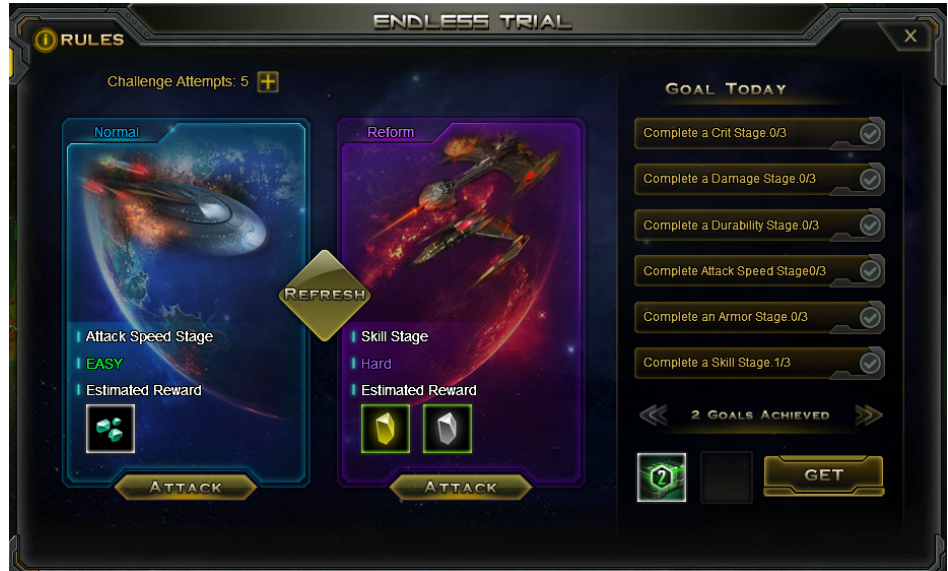 ENDLESS TRIAL
i RULES
X
Challenge Attempts: 5 +
Normal
Attack Speed Stage
EASY
Estimated Reward
ATTACK
REFRESH
Reform
Skill Stage
Hard
Estimated Reward
ATTACK
GOAL TODAY
Complete a Crit Stage.0/3
Complete a Damage Stage.0/3
Complete a Durability Stage.0/3
Complete Attack Speed Stage0/3
Complete an Armor Stage.0/3
Complete a Skill Stage.1/3
2 GOALS ACHIEVED
2
GET